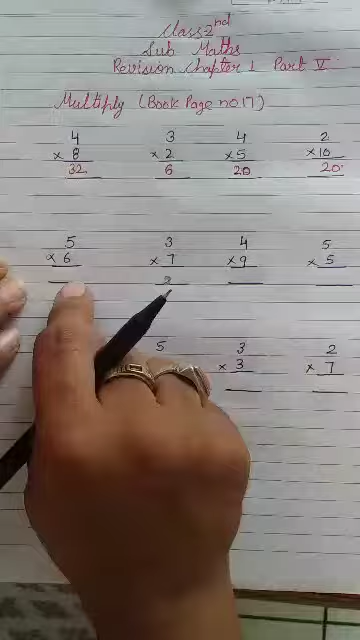 Class 2nd
Sub Maths
Revision Chapter 1 Part V
Multiply (Book Page no 17)
4 3 4 2
×8 ×2 ×5 ×10
32 6 20 20
5 3 4 5
×6 ×7 ×9 ×5
2
5 3 2
×3 ×7